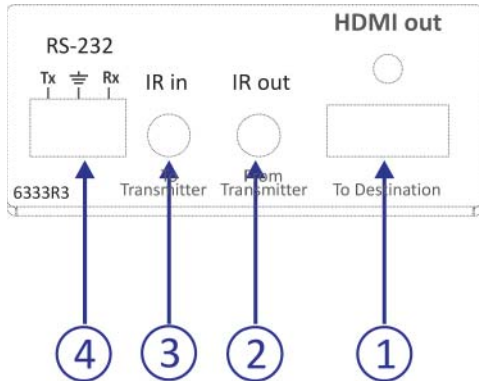 HDMI out
RS-232
Tx Rx
IR in
IR out
To
Transmitter
From
Transmitter
To Destination
6333R3
4
3
2
1